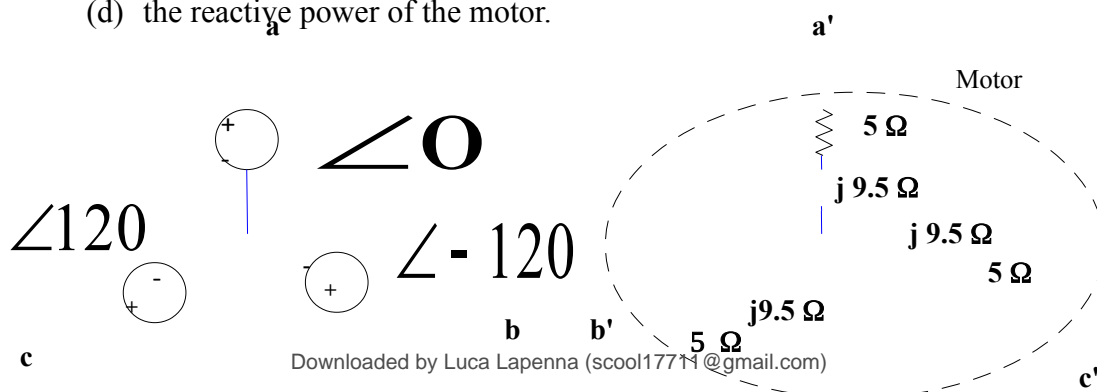 (d) the reactive power of the motor.
a
a'
Motor
+
-
∠0
5 Ω
j 9.5 Ω
∠120
∠- 120
j 9.5 Ω
5 Ω
-
+
-
+
j9.5 Ω
b
b'
5 Ω
c
Downloaded by Luca Lapenna (scool17711@gmail.com)
c'